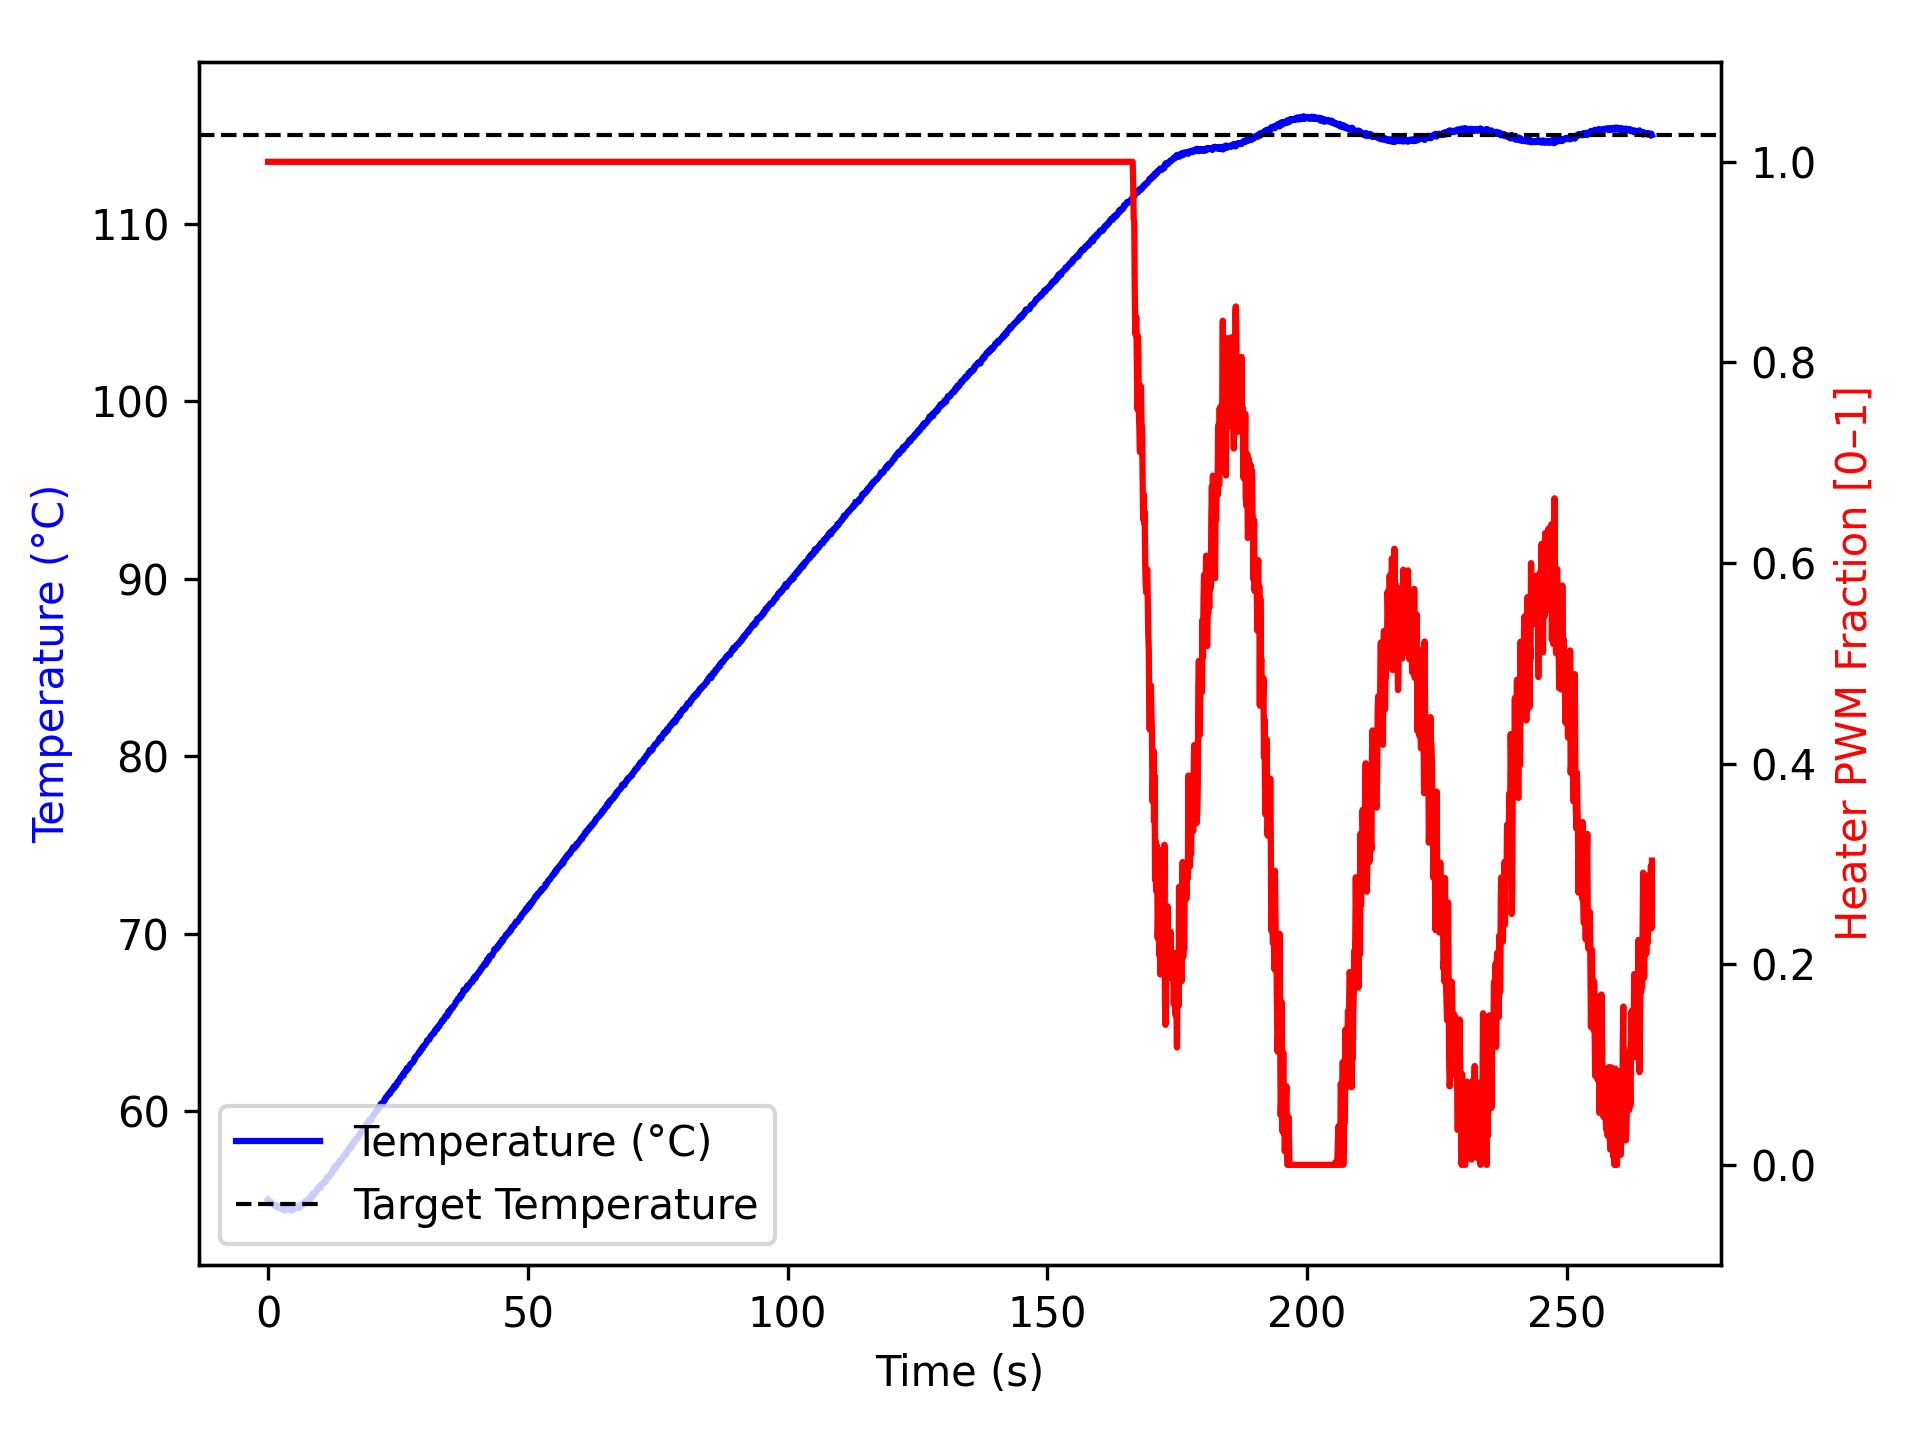 110
100
90
80
70
60
Temperature (°C)
1.0
0.8
0.6
0.4
0.2
0.0
Heater PWM Fraction [0–1]
Temperature (°C)
Target Temperature
0 50 100 150 200 250
Time (s)